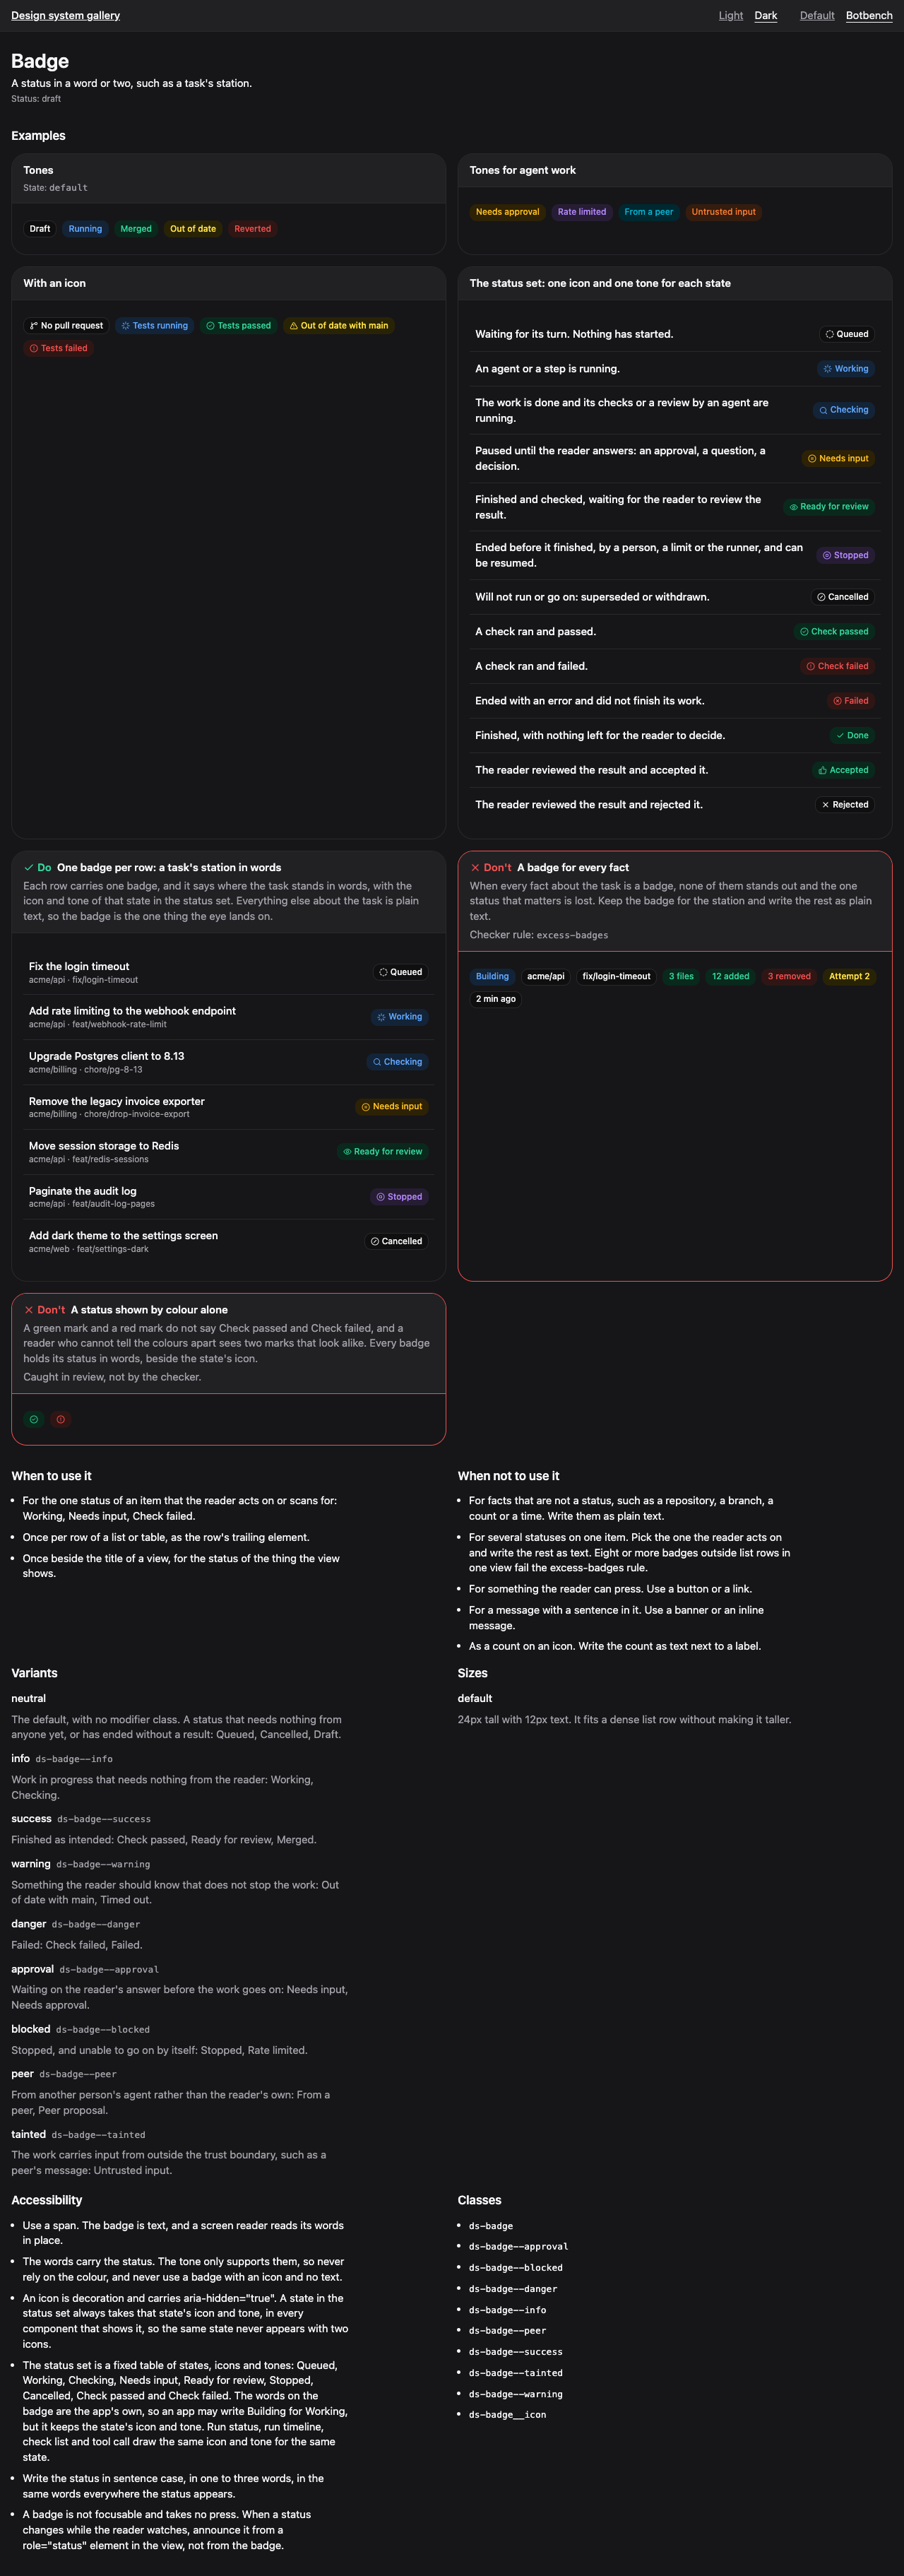 Design system gallery
Light Dark Default Botbench
Badge
A status in a word or two, such as a task's station.
Status: draft
Examples
Tones
State: default
Draft Running Merged Out of date Reverted
Tones for agent work
Needs approval Rate limited From a peer Untrusted input
With an icon
No pull request Tests running Tests passed Out of date with main
Tests failed
The status set: one icon and one tone for each state
Waiting for its turn. Nothing has started. Queued
An agent or a step is running. Working
The work is done and its checks or a review by an agent are
running.
Checking
Paused until the reader answers: an approval, a question, a
decision.
Needs input
Finished and checked, waiting for the reader to review the
result.
Ready for review
Ended before it finished, by a person, a limit or the runner, and can
be resumed.
Stopped
Will not run or go on: superseded or withdrawn. Cancelled
A check ran and passed. Check passed
A check ran and failed. Check failed
Ended with an error and did not finish its work. Failed
Finished, with nothing left for the reader to decide. Done
The reader reviewed the result and accepted it. Accepted
The reader reviewed the result and rejected it. Rejected
Do One badge per row: a task's station in words
Each row carries one badge, and it says where the task stands in words, with the
icon and tone of that state in the status set. Everything else about the task is plain
text, so the badge is the one thing the eye lands on.
Fix the login timeout
acme/api · fix/login-timeout
Queued
Add rate limiting to the webhook endpoint
acme/api · feat/webhook-rate-limit
Working
Upgrade Postgres client to 8.13
acme/billing · chore/pg-8-13
Checking
Remove the legacy invoice exporter
acme/billing · chore/drop-invoice-export
Needs input
Move session storage to Redis
acme/api · feat/redis-sessions
Ready for review
Paginate the audit log
acme/api · feat/audit-log-pages
Stopped
Add dark theme to the settings screen
acme/web · feat/settings-dark
Cancelled
Don't A badge for every fact
When every fact about the task is a badge, none of them stands out and the one
status that matters is lost. Keep the badge for the station and write the rest as plain
text.
Checker rule: excess-badges
Building acme/api fix/login-timeout 3 files 12 added 3 removed Attempt 2
2 min ago
Don't A status shown by colour alone
A green mark and a red mark do not say Check passed and Check failed, and a
reader who cannot tell the colours apart sees two marks that look alike. Every badge
holds its status in words, beside the state's icon.
Caught in review, not by the checker.
When to use it
• For the one status of an item that the reader acts on or scans for:
Working, Needs input, Check failed.
• Once per row of a list or table, as the row's trailing element.
• Once beside the title of a view, for the status of the thing the view
shows.
When not to use it
• For facts that are not a status, such as a repository, a branch, a
count or a time. Write them as plain text.
• For several statuses on one item. Pick the one the reader acts on
and write the rest as text. Eight or more badges outside list rows in
one view fail the excess-badges rule.
• For something the reader can press. Use a button or a link.
• For a message with a sentence in it. Use a banner or an inline
message.
• As a count on an icon. Write the count as text next to a label.
Variants
neutral
The default, with no modifier class. A status that needs nothing from
anyone yet, or has ended without a result: Queued, Cancelled, Draft.
info ds-badge--info
Work in progress that needs nothing from the reader: Working,
Checking.
success ds-badge--success
Finished as intended: Check passed, Ready for review, Merged.
warning ds-badge--warning
Something the reader should know that does not stop the work: Out
of date with main, Timed out.
danger ds-badge--danger
Failed: Check failed, Failed.
approval ds-badge--approval
Waiting on the reader's answer before the work goes on: Needs input,
Needs approval.
blocked ds-badge--blocked
Stopped, and unable to go on by itself: Stopped, Rate limited.
peer ds-badge--peer
From another person's agent rather than the reader's own: From a
peer, Peer proposal.
tainted ds-badge--tainted
The work carries input from outside the trust boundary, such as a
peer's message: Untrusted input.
Sizes
default
24px tall with 12px text. It fits a dense list row without making it taller.
Accessibility
• Use a span. The badge is text, and a screen reader reads its words
in place.
• The words carry the status. The tone only supports them, so never
rely on the colour, and never use a badge with an icon and no text.
• An icon is decoration and carries aria-hidden="true". A state in the
status set always takes that state's icon and tone, in every
component that shows it, so the same state never appears with two
icons.
• The status set is a fixed table of states, icons and tones: Queued,
Working, Checking, Needs input, Ready for review, Stopped,
Cancelled, Check passed and Check failed. The words on the
badge are the app's own, so an app may write Building for Working,
but it keeps the state's icon and tone. Run status, run timeline,
check list and tool call draw the same icon and tone for the same
state.
• Write the status in sentence case, in one to three words, in the
same words everywhere the status appears.
• A badge is not focusable and takes no press. When a status
changes while the reader watches, announce it from a
role="status" element in the view, not from the badge.
Classes
• ds-badge
• ds-badge--approval
• ds-badge--blocked
• ds-badge--danger
• ds-badge--info
• ds-badge--peer
• ds-badge--success
• ds-badge--tainted
• ds-badge--warning
• ds-badge__icon